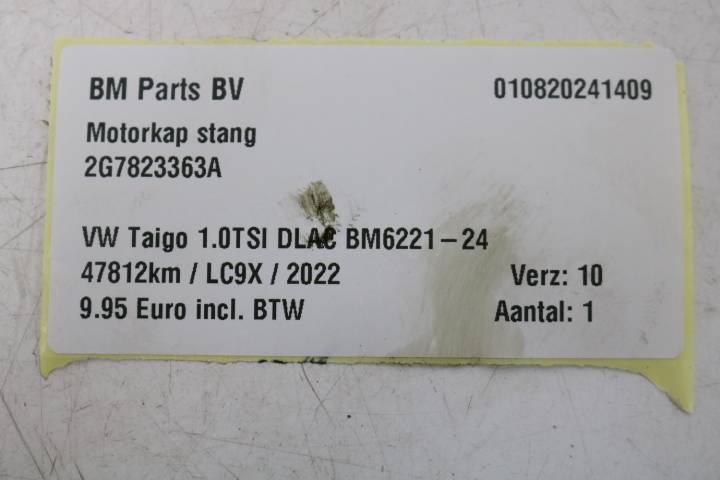 BM Parts BV 010820241409
Motorkap stang
2G7823363A
VW Taigo 1.0TSI DLAC BM6221-24
47812km / LC9X / 2022 Verz: 10
9.95 Euro incl. BTW Aantal: 1